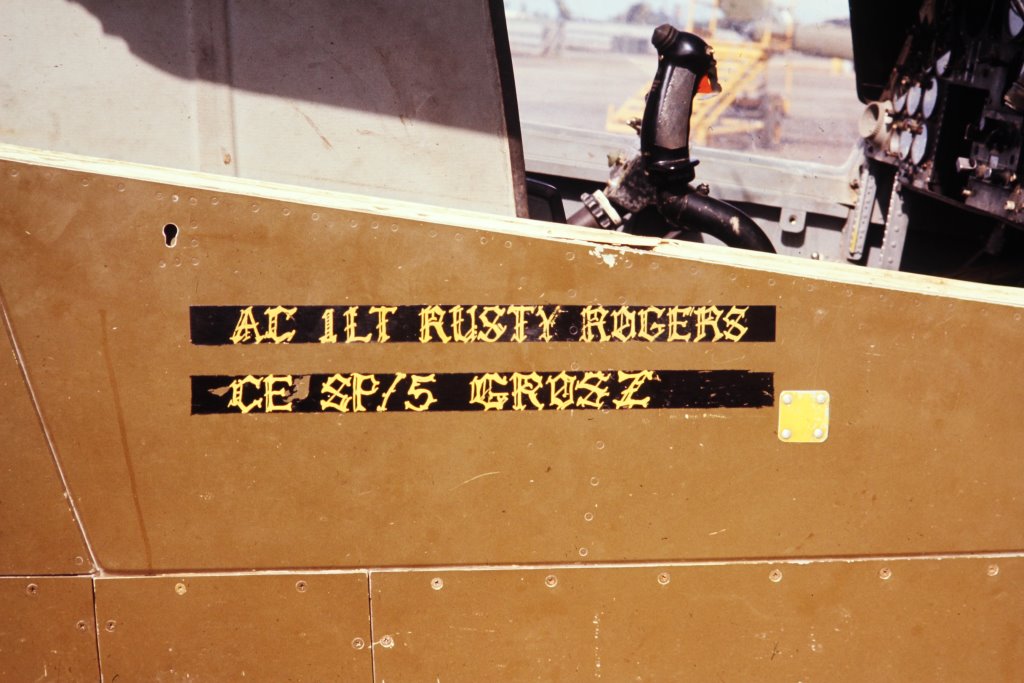 AC 1LT RUSTY ROGERS
CE SP/5 GROSZ